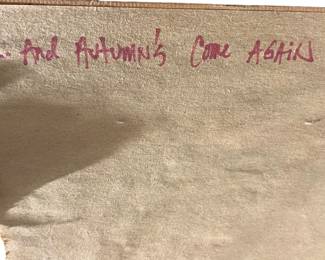 ... And AUTUMN'S Come AGAiN